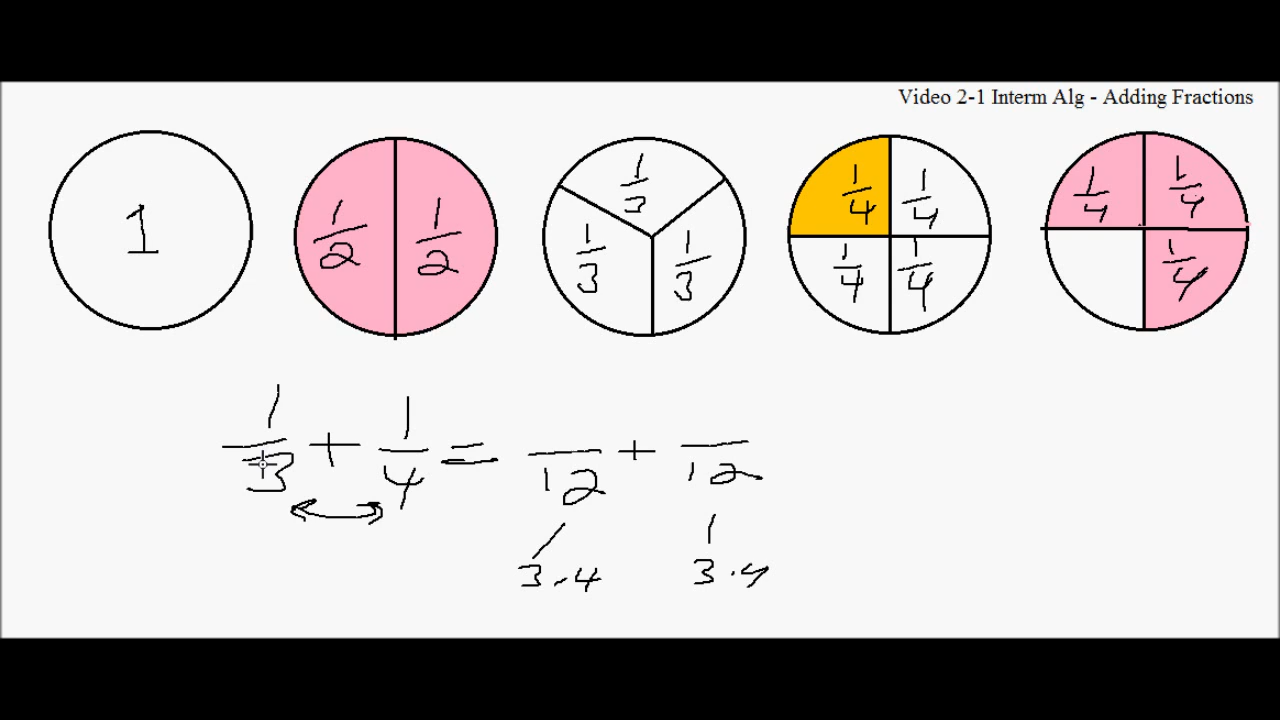 Video 2-1 Interm Alg - Adding Fractions
1
1/2 1/2
1/3 1/3 1/3
1/4 1/4 1/4 1/4
1/4 1/4 1/4
1/3 + 1/4 = /12 + /12
3·4 3·4